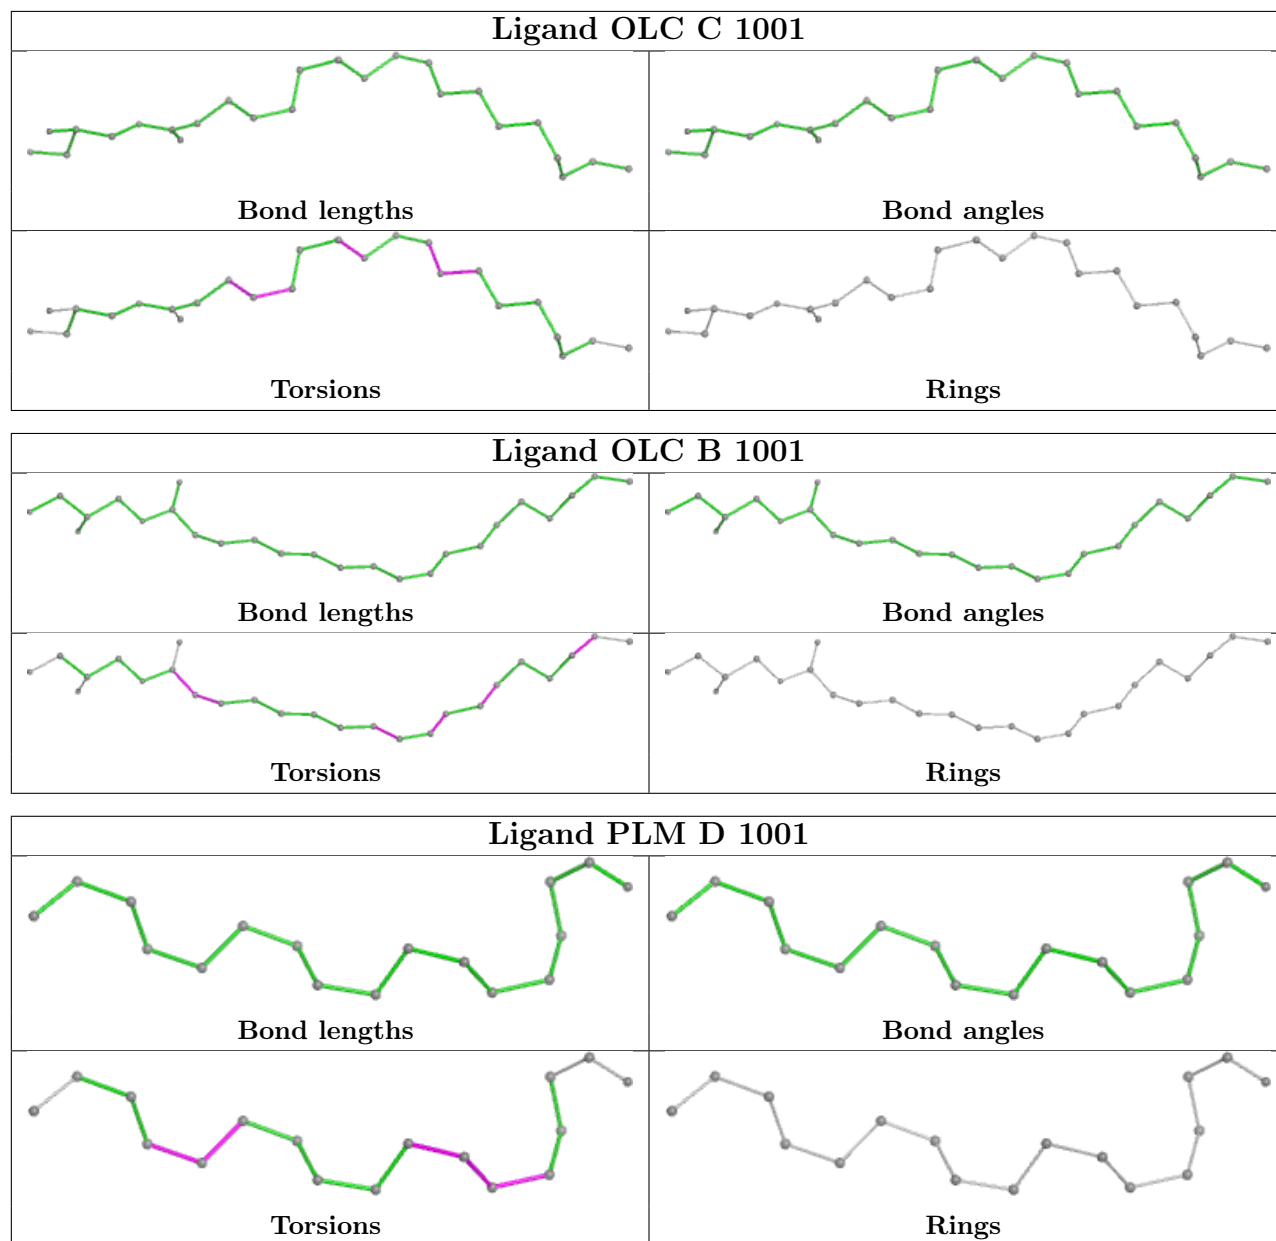 Ligand OLC C 1001
Bond lengths
Bond angles
Torsions
Rings
Ligand OLC B 1001
Bond lengths
Bond angles
Torsions
Rings
Ligand PLM D 1001
Bond lengths
Bond angles
Torsions
Rings